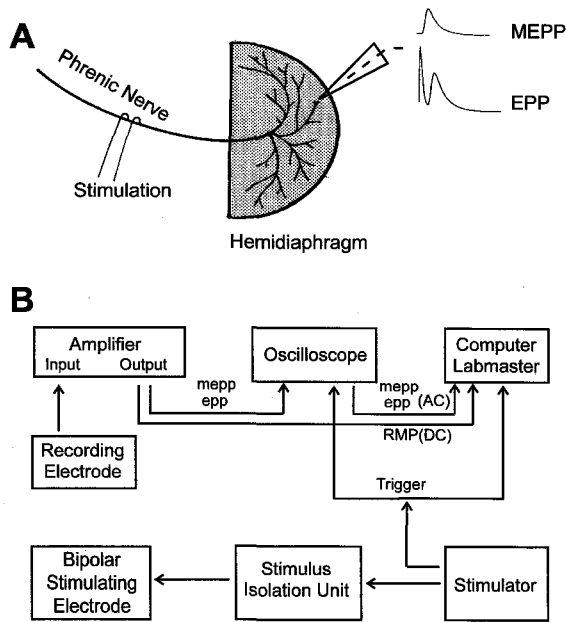 A
Phrenic Nerve
MEPP
EPP
Stimulation
Hemidiaphragm
B
Amplifier
Input Output
Oscilloscope
Computer
Labmaster
mepp
epp
mepp
epp (AC)
RMP(DC)
Recording
Electrode
Trigger
Bipolar
Stimulating
Electrode
Stimulus
Isolation Unit
Stimulator